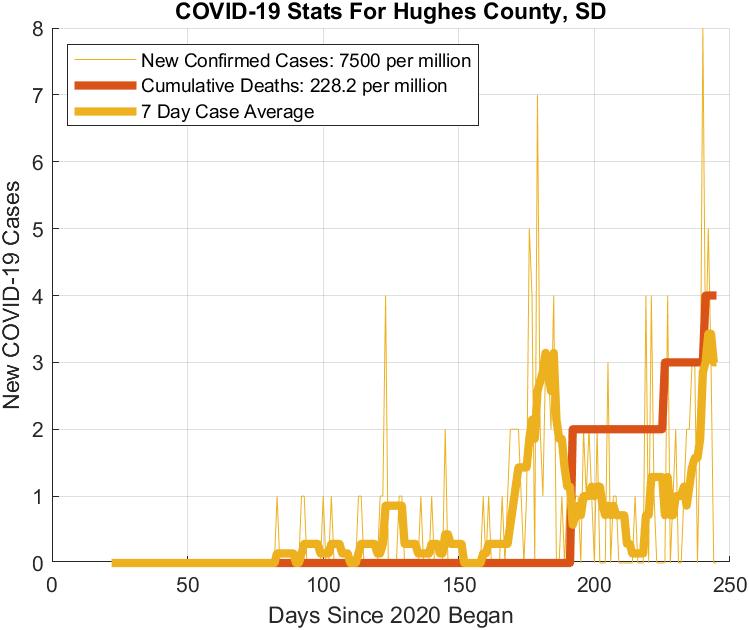 COVID-19 Stats For Hughes County, SD
New Confirmed Cases: 7500 per million
Cumulative Deaths: 228.2 per million
7 Day Case Average
New COVID-19 Cases
8
7
6
5
4
3
2
1
0
0 50 100 150 200 250
Days Since 2020 Began